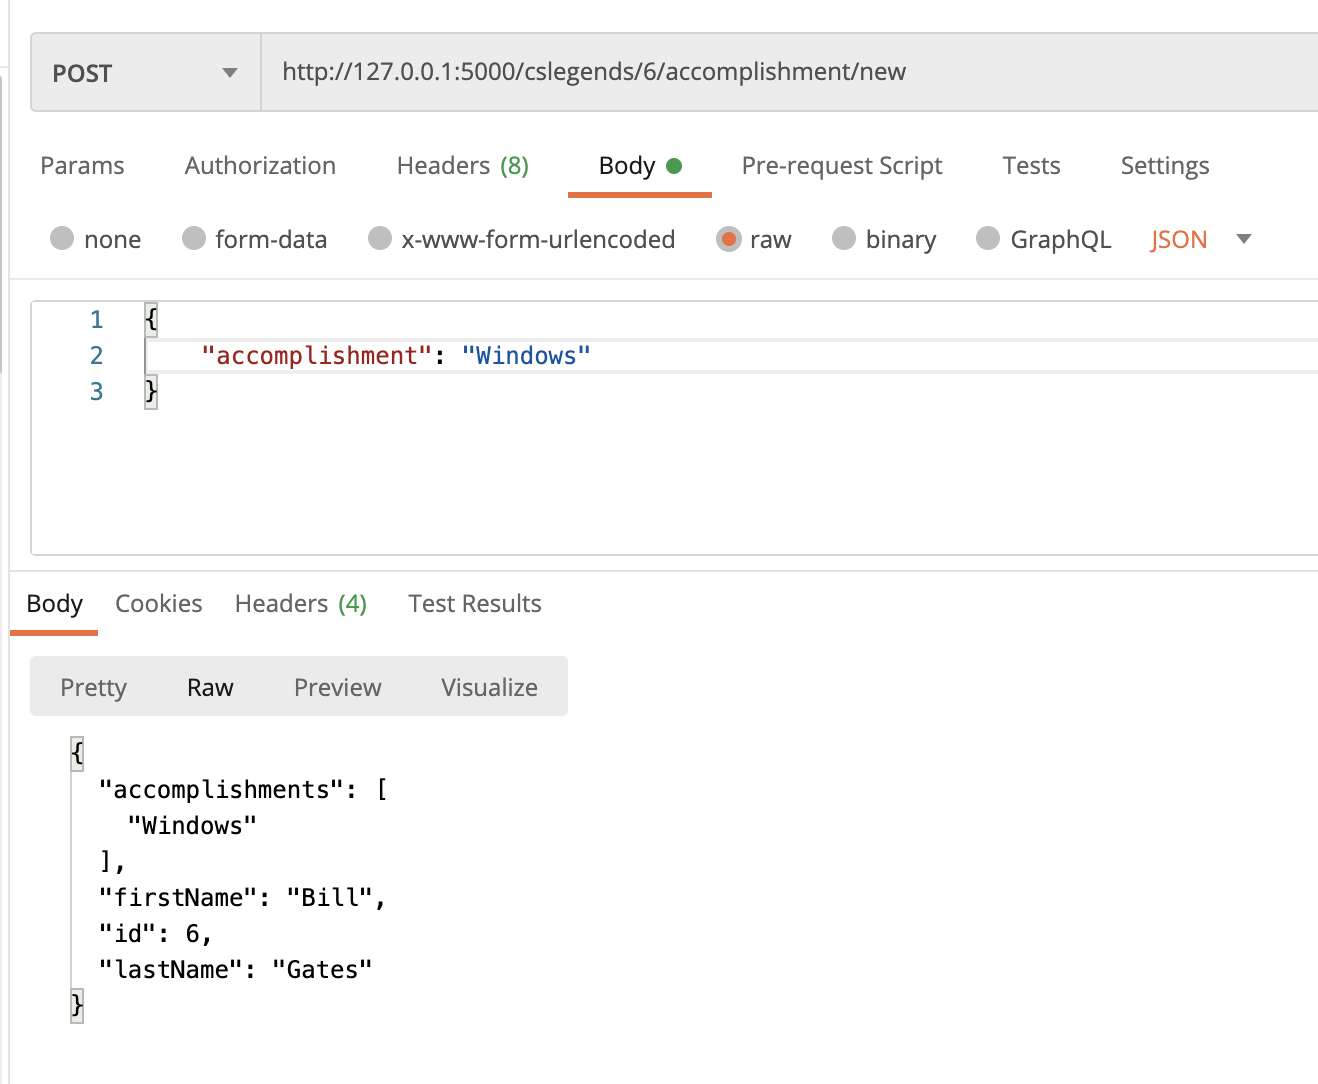 POST http://127.0.0.1:5000/cslegends/6/accomplishment/new
Params Authorization Headers (8) Body Pre-request Script Tests Settings
none form-data x-www-form-urlencoded raw binary GraphQL JSON
1 {
2 "accomplishment": "Windows"
3 }
Body Cookies Headers (4) Test Results
Pretty Raw Preview Visualize
{
"accomplishments": [
"Windows"
],
"firstName": "Bill",
"id": 6,
"lastName": "Gates"
}